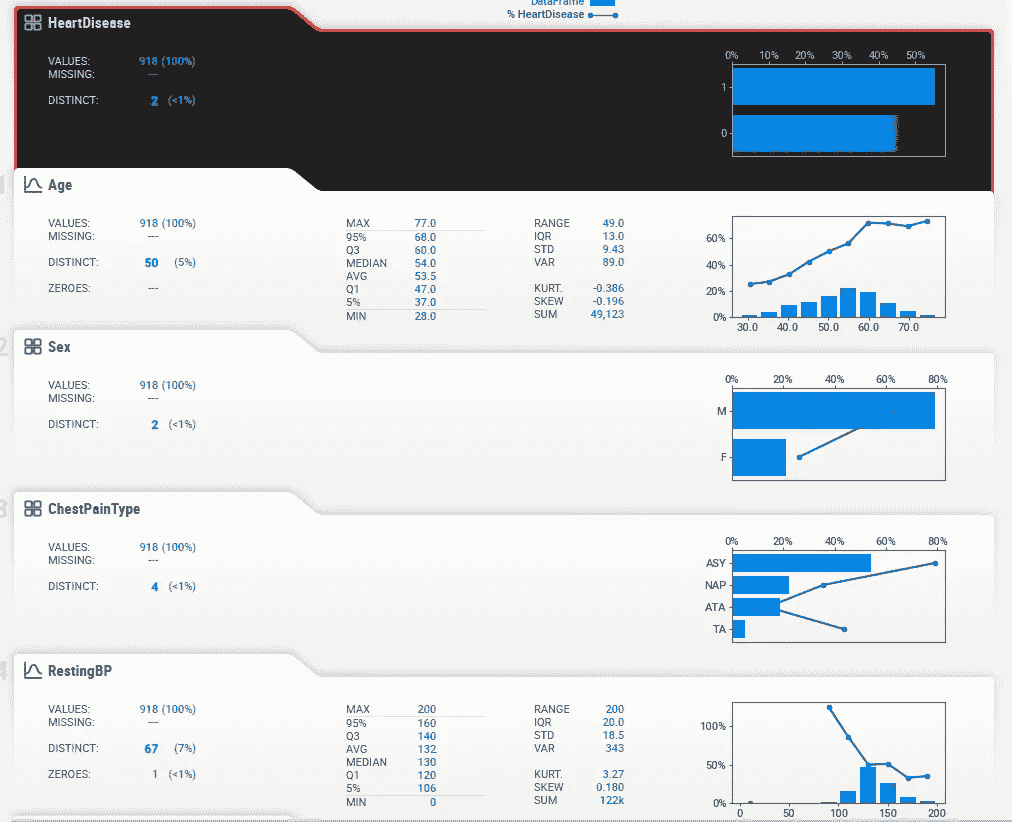 DataFrame
% HeartDisease
HeartDisease
VALUES: 918 (100%)
MISSING: ---
DISTINCT: 2 (<1%)
0% 10% 20% 30% 40% 50%
1
0
1
Age
VALUES: 918 (100%)
MISSING: ---
DISTINCT: 50 (5%)
ZEROES: ---
MAX 77.0
95% 68.0
Q3 60.0
MEDIAN 54.0
AVG 53.5
Q1 47.0
5% 37.0
MIN 28.0
RANGE 49.0
IQR 13.0
STD 9.43
VAR 89.0
KURT. -0.386
SKEW -0.196
SUM 49,123
60%
40%
20%
0%
30.0 40.0 50.0 60.0 70.0
2
Sex
VALUES: 918 (100%)
MISSING: ---
DISTINCT: 2 (<1%)
0% 20% 40% 60% 80%
M
F
3
ChestPainType
VALUES: 918 (100%)
MISSING: ---
DISTINCT: 4 (<1%)
0% 20% 40% 60% 80%
ASY
NAP
ATA
TA
4
RestingBP
VALUES: 918 (100%)
MISSING: ---
DISTINCT: 67 (7%)
ZEROES: 1 (<1%)
MAX 200
95% 160
Q3 140
AVG 132
MEDIAN 130
Q1 120
5% 106
MIN 0
RANGE 200
IQR 20.0
STD 18.5
VAR 343
KURT. 3.27
SKEW 0.180
SUM 122k
100%
50%
0%
0 50 100 150 200